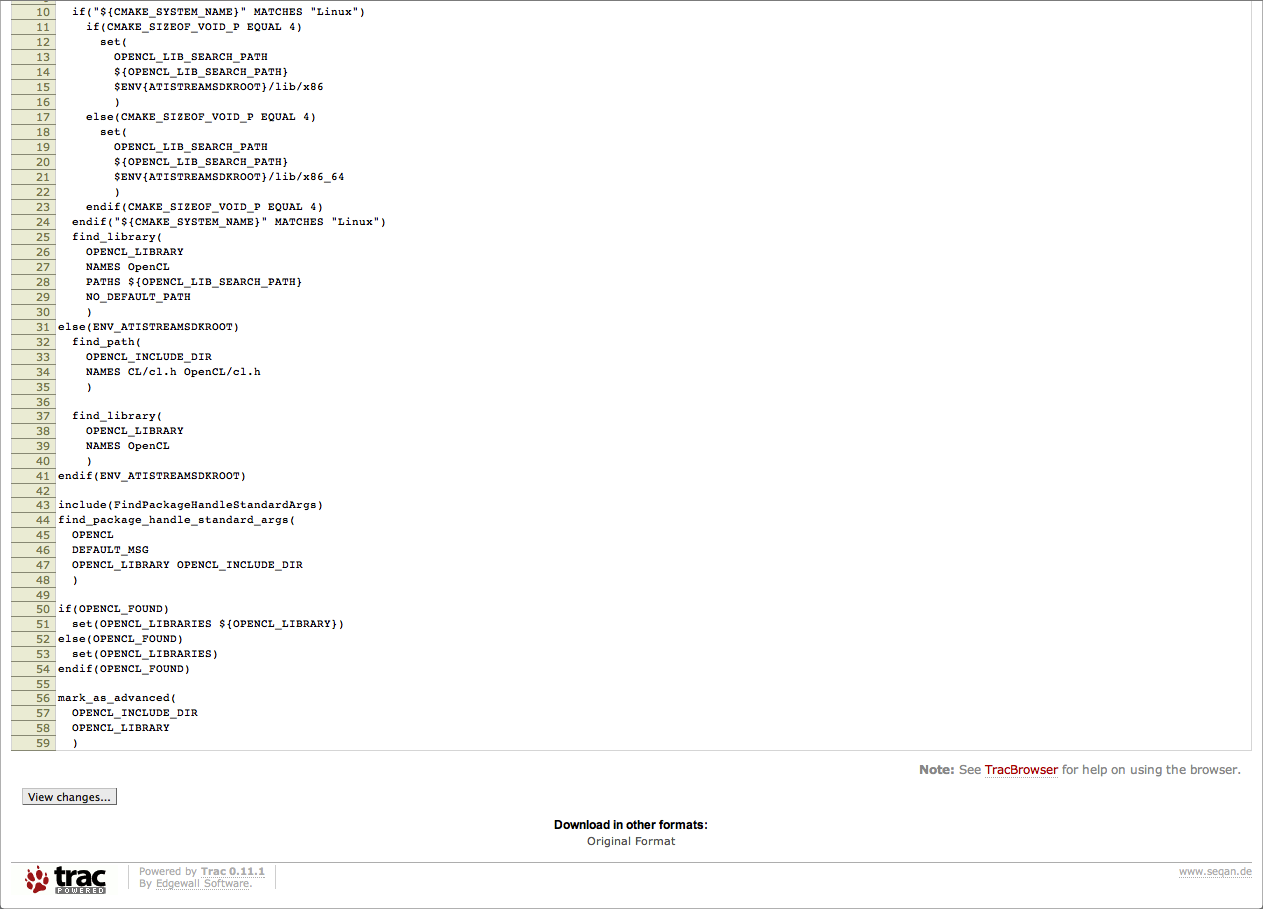 10 if("${CMAKE_SYSTEM_NAME}" MATCHES "Linux")
11 if(CMAKE_SIZEOF_VOID_P EQUAL 4)
12 set(
13 OPENCL_LIB_SEARCH_PATH
14 ${OPENCL_LIB_SEARCH_PATH}
15 $ENV{ATISTREAMSDKROOT}/lib/x86
16 )
17 else(CMAKE_SIZEOF_VOID_P EQUAL 4)
18 set(
19 OPENCL_LIB_SEARCH_PATH
20 ${OPENCL_LIB_SEARCH_PATH}
21 $ENV{ATISTREAMSDKROOT}/lib/x86_64
22 )
23 endif(CMAKE_SIZEOF_VOID_P EQUAL 4)
24 endif("${CMAKE_SYSTEM_NAME}" MATCHES "Linux")
25 find_library(
26 OPENCL_LIBRARY
27 NAMES OpenCL
28 PATHS ${OPENCL_LIB_SEARCH_PATH}
29 NO_DEFAULT_PATH
30 )
31 else(ENV_ATISTREAMSDKROOT)
32 find_path(
33 OPENCL_INCLUDE_DIR
34 NAMES CL/cl.h OpenCL/cl.h
35 )
36
37 find_library(
38 OPENCL_LIBRARY
39 NAMES OpenCL
40 )
41 endif(ENV_ATISTREAMSDKROOT)
42
43 include(FindPackageHandleStandardArgs)
44 find_package_handle_standard_args(
45 OPENCL
46 DEFAULT_MSG
47 OPENCL_LIBRARY OPENCL_INCLUDE_DIR
48 )
49
50 if(OPENCL_FOUND)
51 set(OPENCL_LIBRARIES ${OPENCL_LIBRARY})
52 else(OPENCL_FOUND)
53 set(OPENCL_LIBRARIES)
54 endif(OPENCL_FOUND)
55
56 mark_as_advanced(
57 OPENCL_INCLUDE_DIR
58 OPENCL_LIBRARY
59 )
Note: See TracBrowser for help on using the browser.
View changes...
Download in other formats:
Original Format
trac
POWERED
Powered by Trac 0.11.1
By Edgewall Software.
www.seqan.de